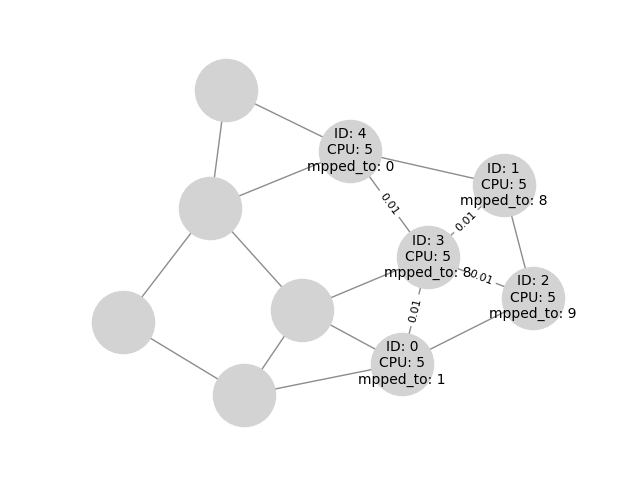 ID: 4
CPU: 5
mpped_to: 0
ID: 1
CPU: 5
mpped_to: 8
0.01
0.01
ID: 3
CPU: 5
mpped_to: 8
0.01
ID: 2
CPU: 5
mpped_to: 9
0.01
ID: 0
CPU: 5
mpped_to: 1